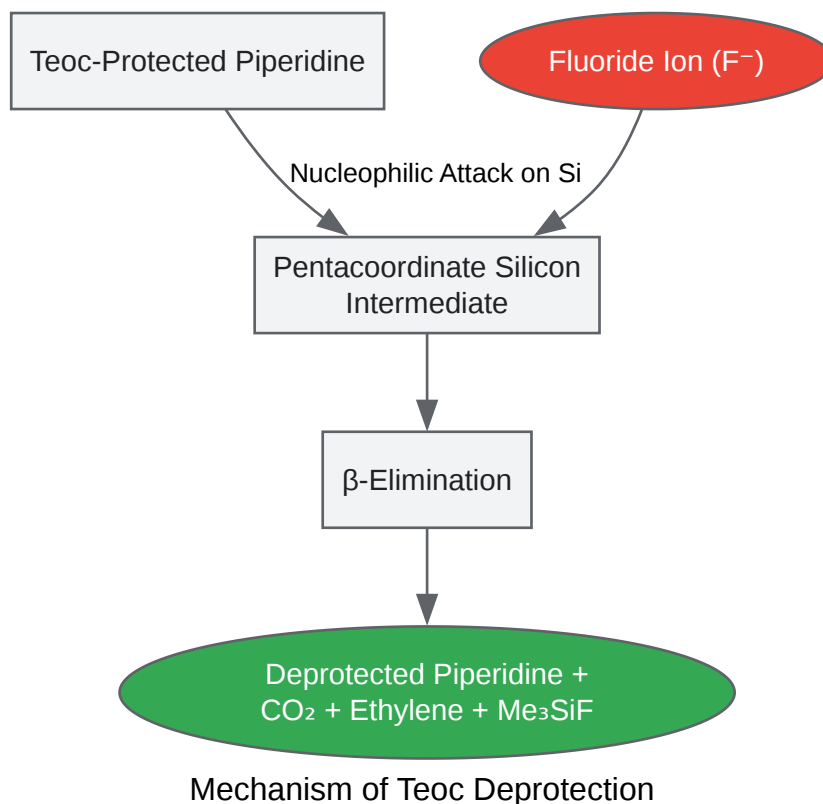 Teoc-Protected Piperidine
Fluoride Ion (F⁻)
Nucleophilic Attack on Si
Pentacoordinate Silicon
Intermediate
β-Elimination
Deprotected Piperidine +
CO₂ + Ethylene + Me₃SiF
Mechanism of Teoc Deprotection